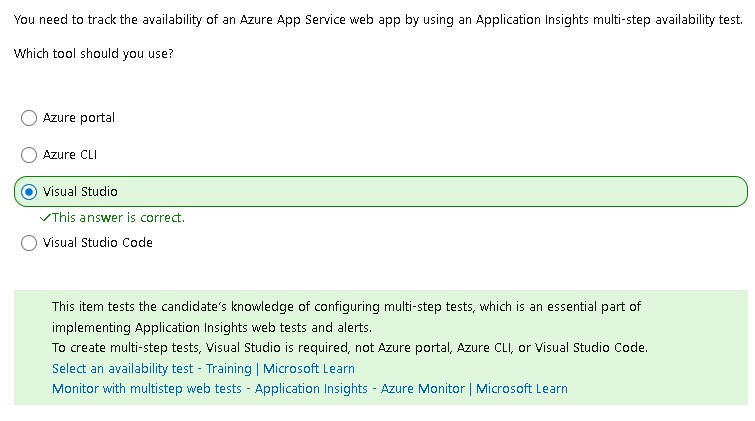 You need to track the availability of an Azure App Service web app by using an Application Insights multi-step availability test.
Which tool should you use?
Azure portal
Azure CLI
Visual Studio
✓This answer is correct.
Visual Studio Code
This item tests the candidate's knowledge of configuring multi-step tests, which is an essential part of
implementing Application Insights web tests and alerts.
To create multi-step tests, Visual Studio is required, not Azure portal, Azure CLI, or Visual Studio Code.
Select an availability test - Training | Microsoft Learn
Monitor with multistep web tests - Application Insights - Azure Monitor | Microsoft Learn